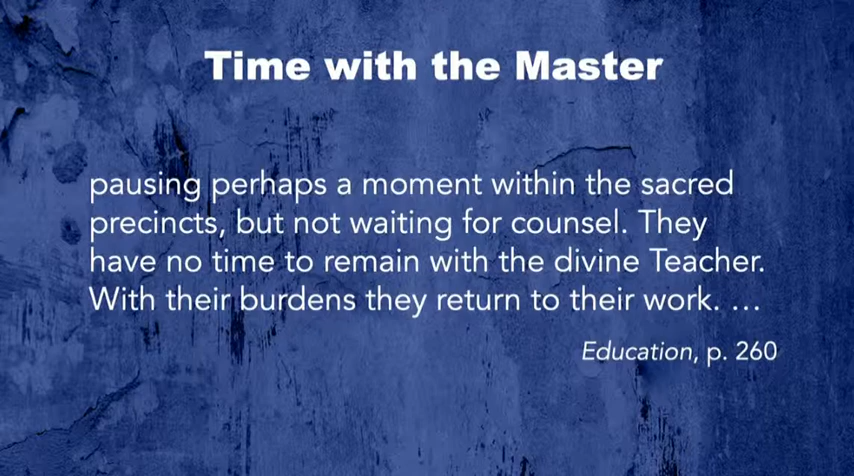 Time with the Master
pausing perhaps a moment within the sacred
precincts, but not waiting for counsel. They
have no time to remain with the divine Teacher.
With their burdens they return to their work. …
Education, p. 260